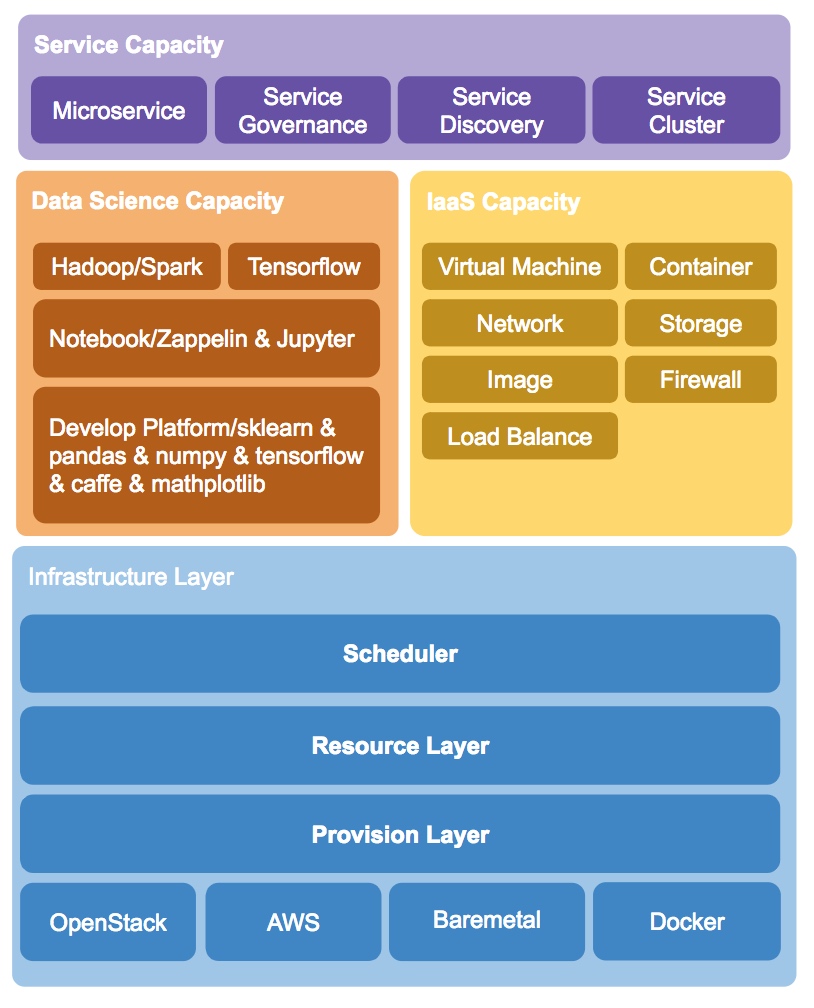 Service Capacity
Microservice
Service
Governance
Service
Discovery
Service
Cluster
Data Science Capacity
Hadoop/Spark
Tensorflow
Notebook/Zappelin & Jupyter
Develop Platform/sklearn &
pandas & numpy & tensorflow
& caffe & mathplotlib
IaaS Capacity
Virtual Machine
Container
Network
Storage
Image
Firewall
Load Balance
Infrastructure Layer
Scheduler
Resource Layer
Provision Layer
OpenStack
AWS
Baremetal
Docker